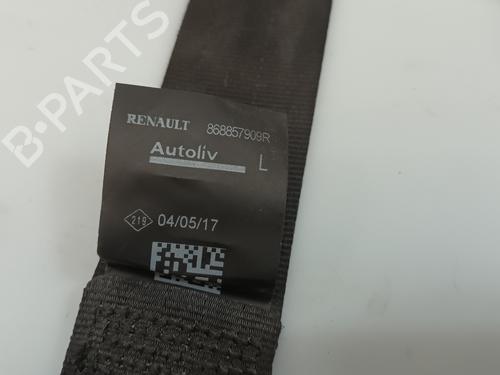 B-PARTS
RENAULT 868857909R
Autoliv L
219 04/05/17